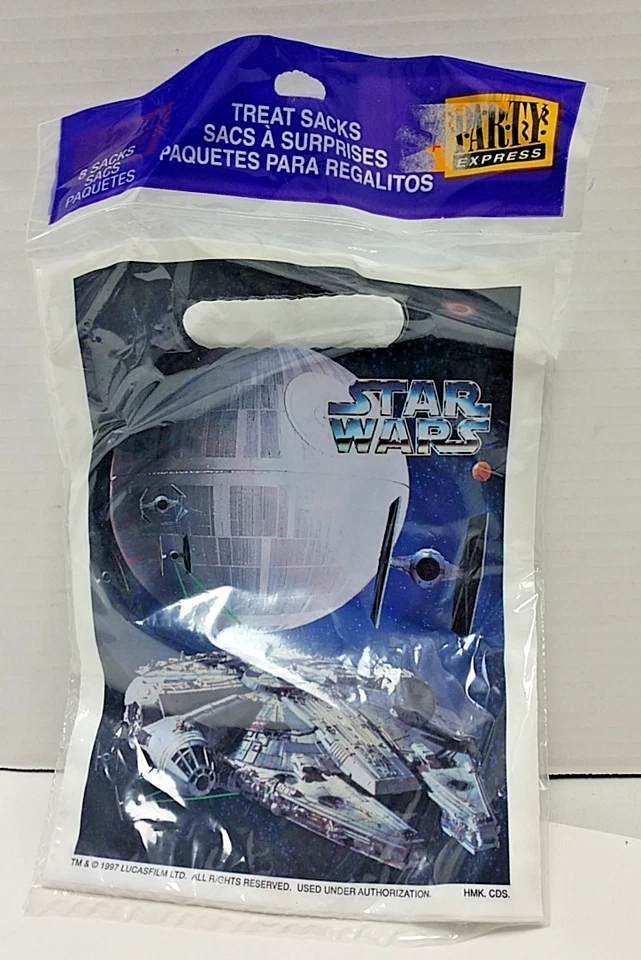 TREAT SACKS
SACS À SURPRISES
PAQUETES PARA REGALITOS
8 SACKS
SACS
PAQUETES
PARTY
EXPRESS
STAR
WARS
TM & © 1997 LUCASFILM LTD. ALL RIGHTS RESERVED. USED UNDER AUTHORIZATION. HMK. CDS.